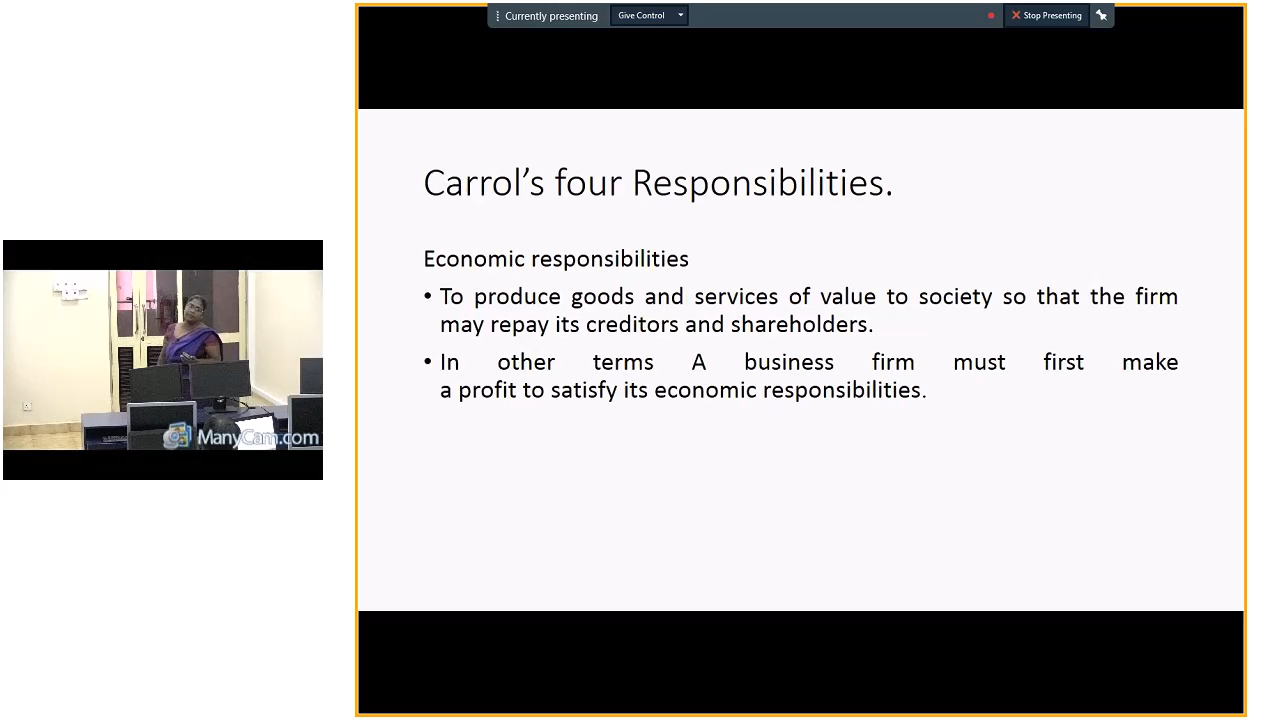 Currently presenting
Give Control
Stop Presenting
Carrol’s four Responsibilities.
Economic responsibilities
• To produce goods and services of value to society so that the firm
may repay its creditors and shareholders.
• In other terms A business firm must first make
a profit to satisfy its economic responsibilities.
ManyCam.com